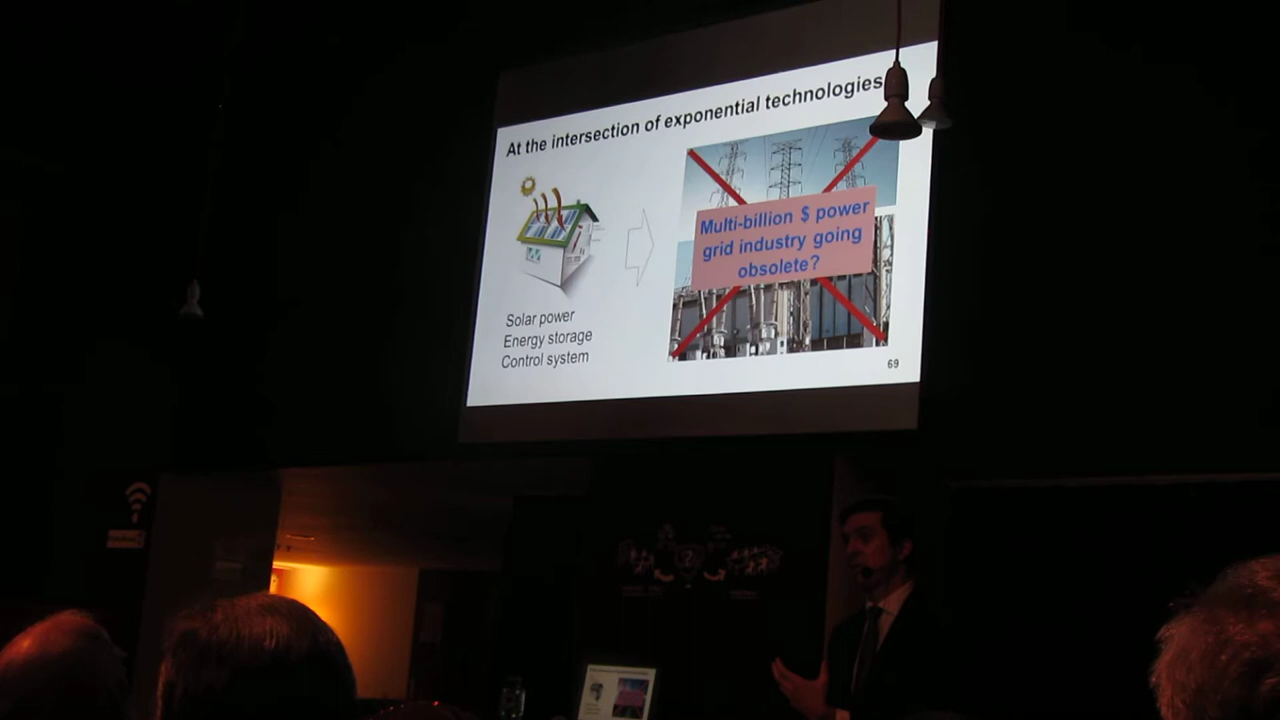 At the intersection of exponential technologies
Multi-billion $ power
grid industry going
obsolete?
Solar power
Energy storage
Control system
69